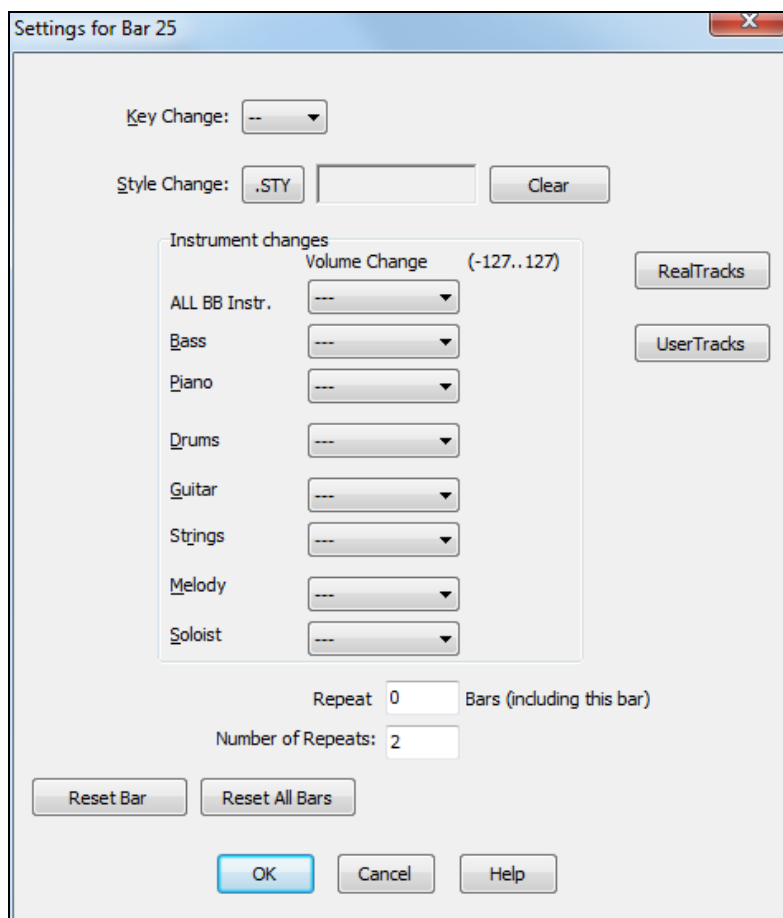 Settings for Bar 25
x
Key Change: --
Style Change: .STY Clear
Instrument changes
Volume Change (-127..127)
RealTracks
ALL BB Instr. ---
Bass ---
UserTracks
Piano ---
Drums ---
Guitar ---
Strings ---
Melody ---
Soloist ---
Repeat 0 Bars (including this bar)
Number of Repeats: 2
Reset Bar Reset All Bars
OK Cancel Help